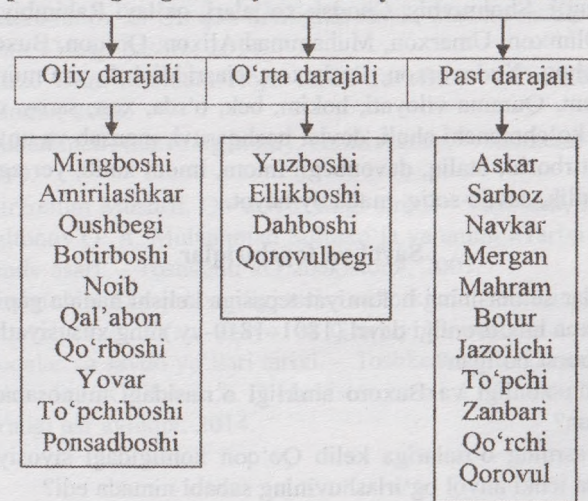 Oliy darajali
O‘rta darajali
Past darajali
Mingboshi
Amirilashkar
Qushbegi
Botirboshi
Noib
Qal’abon
Qo‘rboshi
Yovar
To‘pchiboshi
Ponsadboshi
Yuzboshi
Ellikboshi
Dahboshi
Qorovulbegi
Askar
Sarboz
Navkar
Mergan
Mahram
Botur
Jazoilchi
To‘pchi
Zanbari
Qo‘rchi
Qorovul